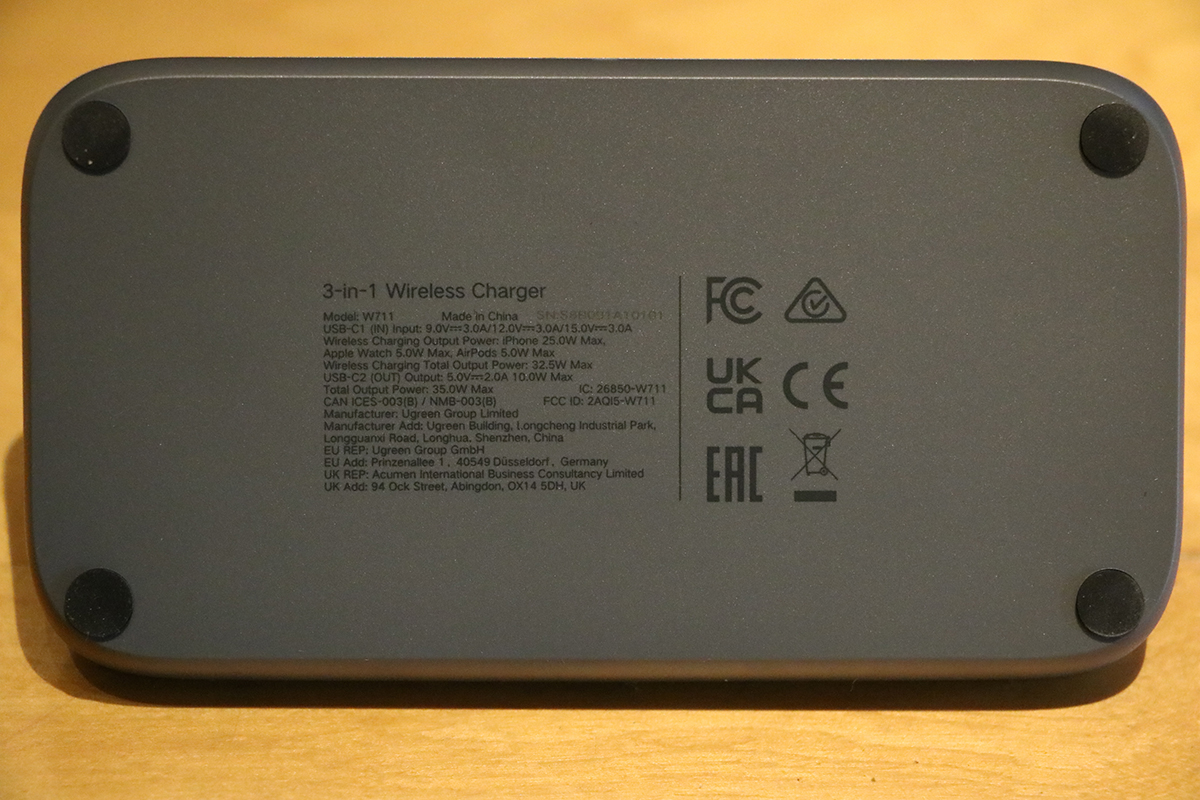 3-in-1 Wireless Charger
Model: W711 Made in China
USB-C1 (IN) Input: 9.0V⎓3.0A/12.0V⎓3.0A/15.0V⎓3.0A
Wireless Charging Output Power: iPhone 25.0W Max,
Apple Watch 5.0W Max, AirPods 5.0W Max
Wireless Charging Total Output Power: 32.5W Max
USB-C2 (OUT) Output: 5.0V⎓2.0A 10.0W Max
Total Output Power: 35.0W Max IC: 26850-W711
CAN ICES-003(B) / NMB-003(B) FCC ID: 2AQI5-W711
Manufacturer: Ugreen Group Limited
Manufacturer Add: Ugreen Building, Longcheng Industrial Park,
Longguanxi Road, Longhua, Shenzhen, China
EU REP: Ugreen Group GmbH
EU Add: Prinzenallee 1, 40549 Düsseldorf, Germany
UK REP: Acumen International Business Consultancy Limited
UK Add: 94 Ock Street, Abingdon, OX14 5DH, UK
FC
UK
CA
CE
EAC